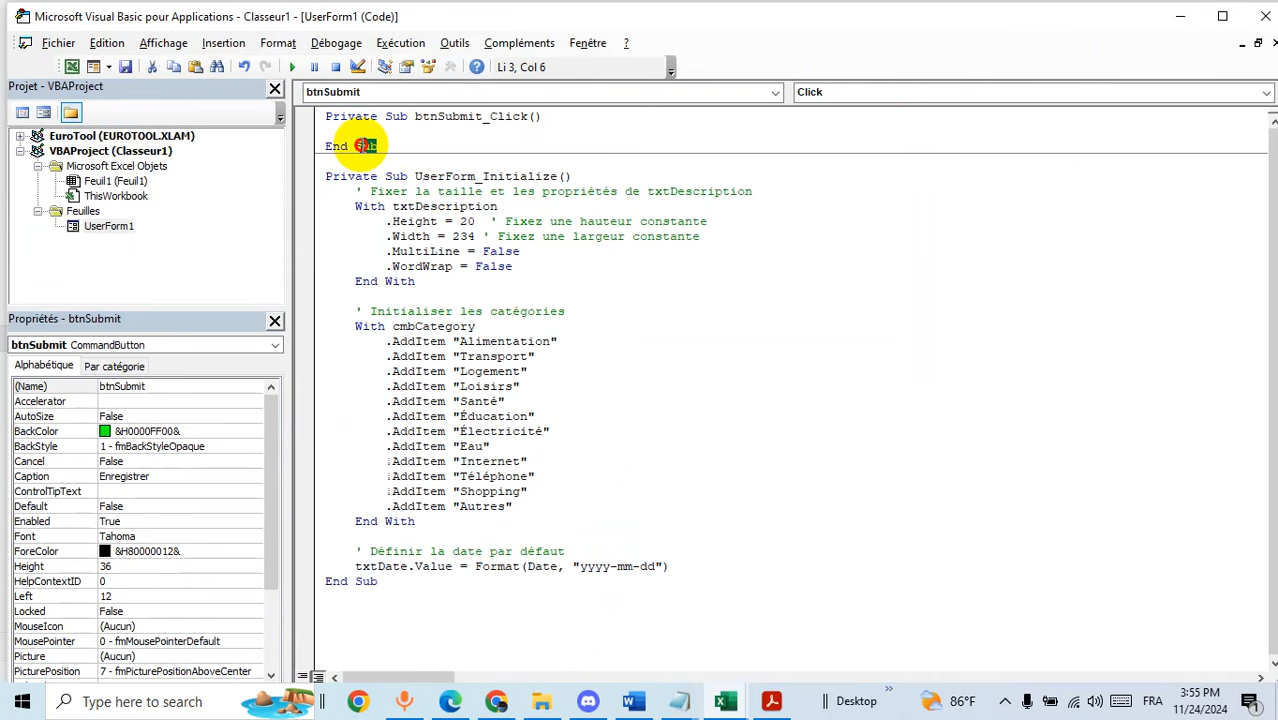 Microsoft Visual Basic pour Applications - Classeur1 - [UserForm1 (Code)]
Fichier Edition Affichage Insertion Format Débogage Exécution Outils Compléments Fenêtre ?
Li 3, Col 6
Projet - VBAProject
btnSubmit
Click
EuroTool (EUROTOOL.XLAM)
VBAProject (Classeur1)
Microsoft Excel Objets
Feuil1 (Feuil1)
ThisWorkbook
Feuilles
UserForm1
Propriétés - btnSubmit
btnSubmit CommandButton
Alphabétique Par catégorie
(Name) btnSubmit
Accelerator
AutoSize False
BackColor &H0000FF00&
BackStyle 1 - fmBackStyleOpaque
Cancel False
Caption Enregistrer
ControlTipText
Default False
Enabled True
Font Tahoma
ForeColor &H80000012&
Height 36
HelpContextID 0
Left 12
Locked False
MouseIcon (Aucun)
MousePointer 0 - fmMousePointerDefault
Picture (Aucun)
PicturePosition 7 - fmPicturePositionAboveCenter
Private Sub btnSubmit_Click()
End Sub
Private Sub UserForm_Initialize()
' Fixer la taille et les propriétés de txtDescription
With txtDescription
.Height = 20 ' Fixez une hauteur constante
.Width = 234 ' Fixez une largeur constante
.MultiLine = False
.WordWrap = False
End With
' Initialiser les catégories
With cmbCategory
.AddItem "Alimentation"
.AddItem "Transport"
.AddItem "Logement"
.AddItem "Loisirs"
.AddItem "Santé"
.AddItem "Éducation"
.AddItem "Électricité"
.AddItem "Eau"
.AddItem "Internet"
.AddItem "Téléphone"
.AddItem "Shopping"
.AddItem "Autres"
End With
' Définir la date par défaut
txtDate.Value = Format(Date, "yyyy-mm-dd")
End Sub
Type here to search
Desktop
86°F
FRA
3:55 PM
11/24/2024
1